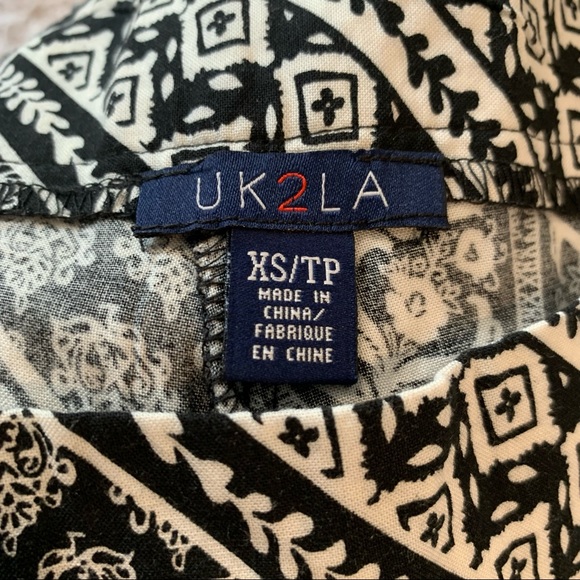 UK2LA
XS/TP
MADE IN
CHINA/
FABRIQUE
EN CHINE